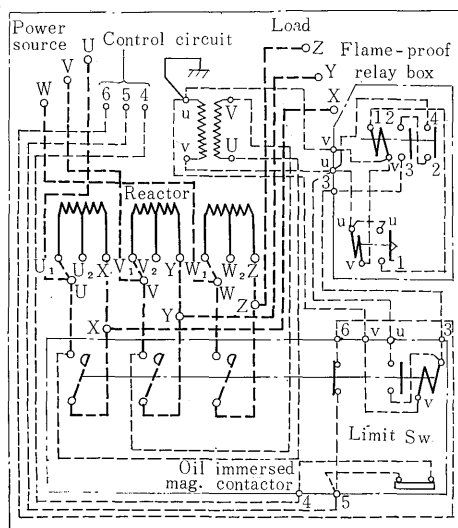 Power source
U
V
W
Control circuit
6 5 4
Load
Z
Y
X
Flame-proof relay box
u V
v U
v
u
3
1 2 4
v 3 2
u u
v 1
Reactor
U₁ U₂ X V₁ V₂ Y W₁ W₂ Z
U V W
X Y Z
6 v u 3
v
Limit Sw.
Oil immersed mag. contactor
4 5